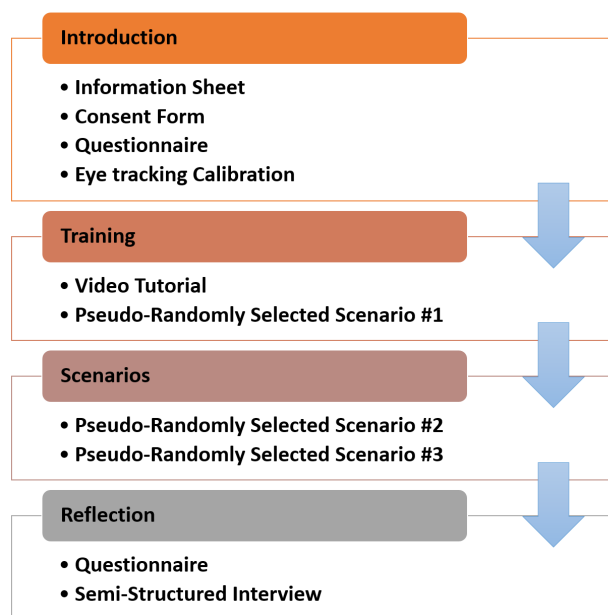 Introduction
• Information Sheet
• Consent Form
• Questionnaire
• Eye tracking Calibration
Training
• Video Tutorial
• Pseudo-Randomly Selected Scenario #1
Scenarios
• Pseudo-Randomly Selected Scenario #2
• Pseudo-Randomly Selected Scenario #3
Reflection
• Questionnaire
• Semi-Structured Interview